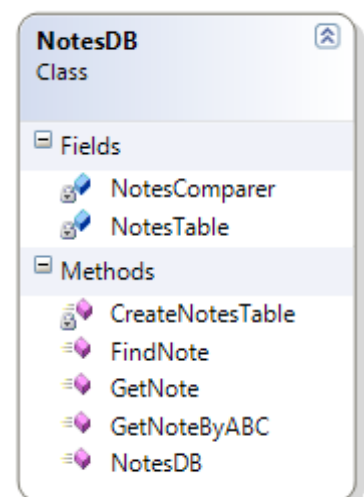 NotesDB
Class
Fields
NotesComparer
NotesTable
Methods
CreateNotesTable
FindNote
GetNote
GetNoteByABC
NotesDB